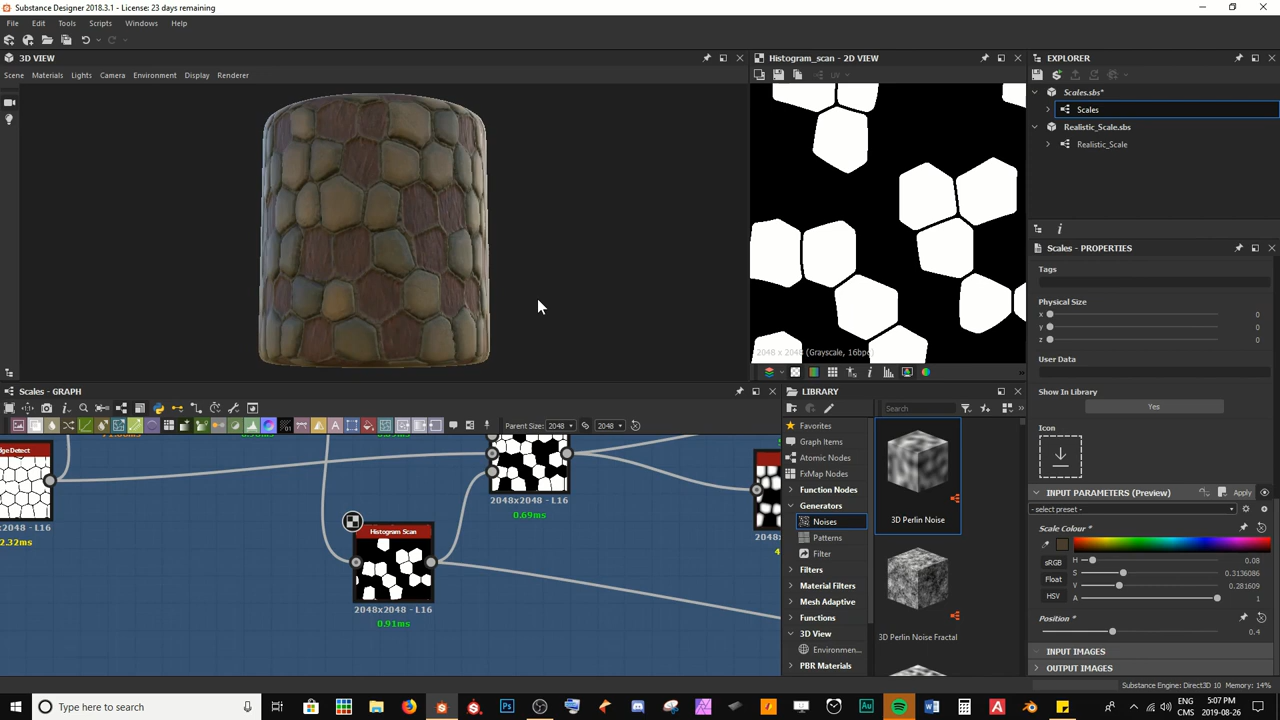 Substance Designer 2018.3.1 - License: 23 days remaining
File Edit Tools Scripts Windows Help
3D VIEW
Scene Materials Lights Camera Environment Display Renderer
Histogram_scan - 2D VIEW
UV
2048 x 2048 (Grayscale, 16bpc)
EXPLORER
Scales.sbs*
Scales
Realistic_Scale.sbs
Realistic_Scale
Scales - PROPERTIES
Tags
Physical Size
x 0
y 0
z 0
User Data
Show In Library
Yes
Icon
INPUT PARAMETERS (Preview) Apply
- select preset -
Scale Colour *
sRGB
Float
HSV
H 0.08
S 0.3136086
V 0.281609
A 1
Position *
0.4
INPUT IMAGES
OUTPUT IMAGES
Scales - GRAPH
Parent Size: 2048 2048
dge Detect
- L16
2.32ms
2048x2048 - L16
0.69ms
Histogram Scan
2048x2048 - L16
0.91ms
LIBRARY
Search
Favorites
Graph Items
Atomic Nodes
FxMap Nodes
Function Nodes
Generators
Noises
Patterns
Filter
Filters
Material Filters
Mesh Adaptive
Functions
3D View
Environmen...
PBR Materials
3D Perlin Noise
3D Perlin Noise Fractal
Substance Engine: Direct3D 10 Memory: 14%
Type here to search
ENG
CMS
5:07 PM
2019-08-26